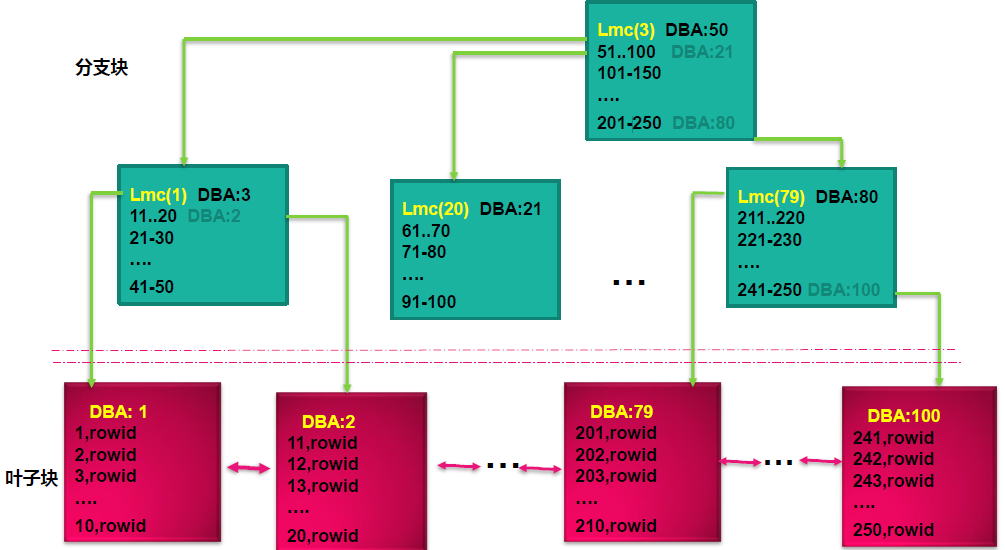 分支块
Lmc(3) DBA:50
51..100 DBA:21
101-150
....
201-250 DBA:80
Lmc(1) DBA:3
11..20 DBA:2
21-30
....
41-50
Lmc(20) DBA:21
61..70
71-80
....
91-100
...
Lmc(79) DBA:80
211..220
221-230
....
241-250 DBA:100
叶子块
DBA: 1
1,rowid
2,rowid
3,rowid
....
10,rowid
DBA:2
11,rowid
12,rowid
13,rowid
....
20,rowid
...
DBA:79
201,rowid
202,rowid
203,rowid
....
210,rowid
...
DBA:100
241,rowid
242,rowid
243,rowid
....
250,rowid